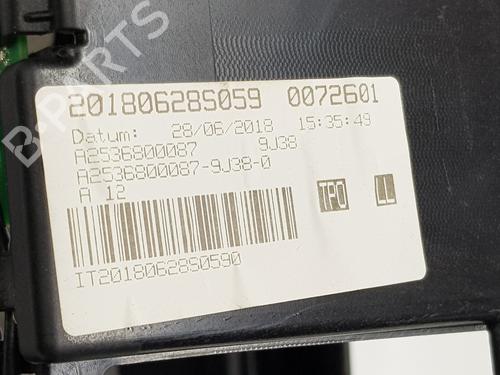 20180628S059 0072601
Datum: 28/06/2018 15:35:49
A2536800087 9J38
A2536800087-9J38-0
A 12
TPO LL
IT20180628S0590
B-PARTS